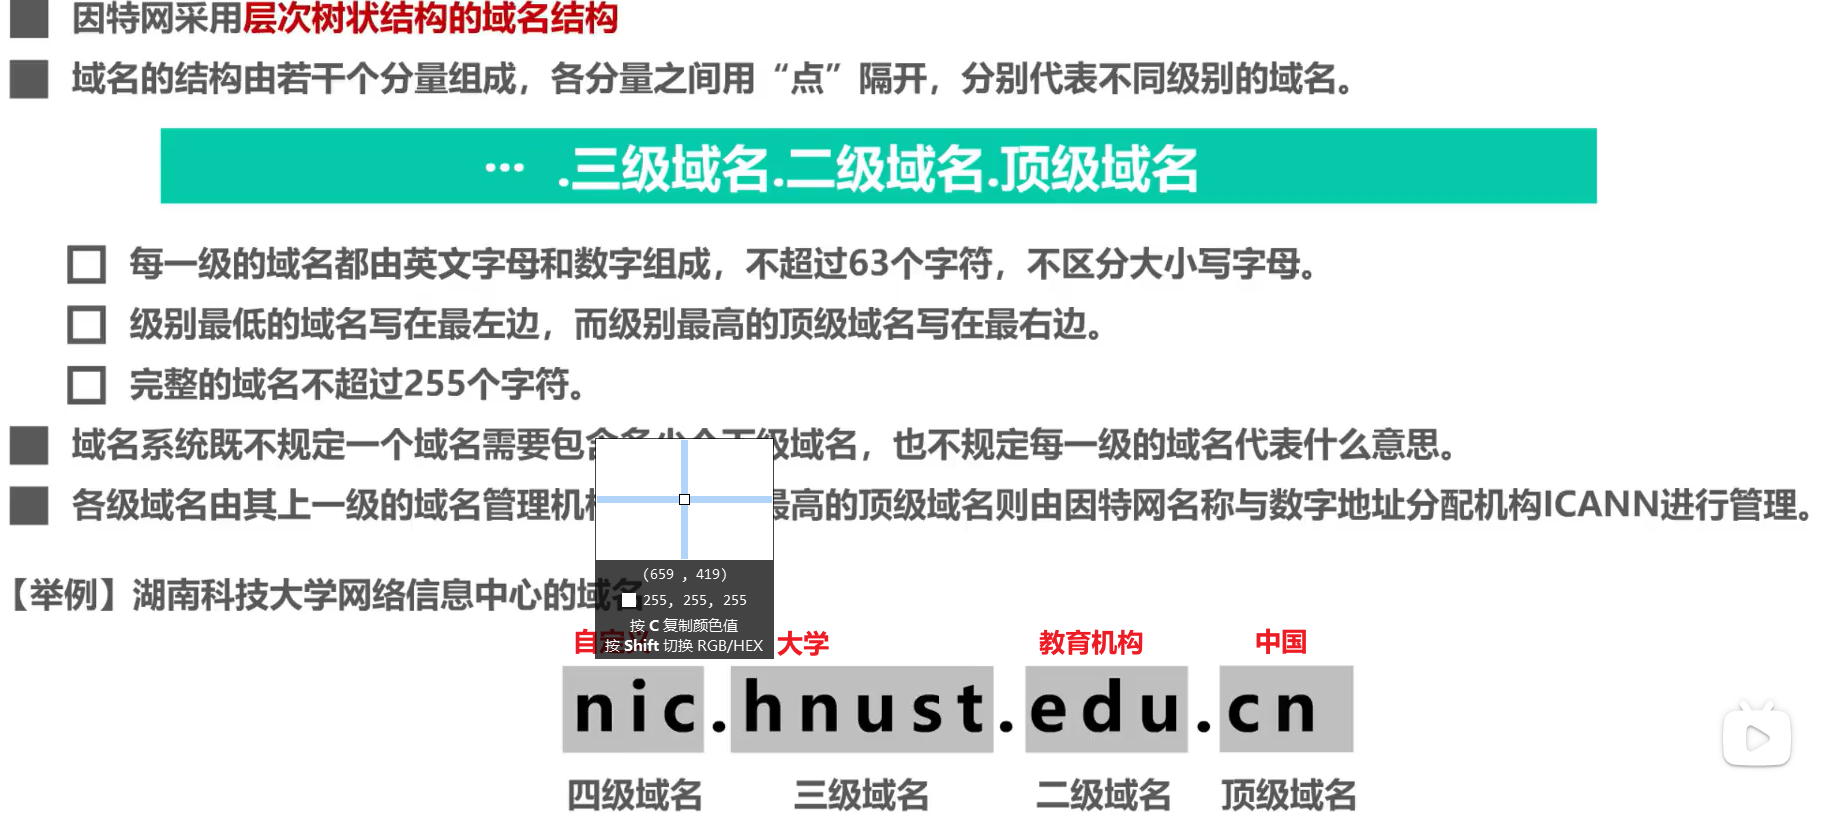 因特网采用层次树状结构的域名结构
域名的结构由若干个分量组成，各分量之间用“点”隔开，分别代表不同级别的域名。
… .三级域名.二级域名.顶级域名
每一级的域名都由英文字母和数字组成，不超过63个字符，不区分大小写字母。
级别最低的域名写在最左边，而级别最高的顶级域名写在最右边。
完整的域名不超过255个字符。
域名系统既不规定一个域名需要包含多少个下级域名，也不规定每一级的域名代表什么意思。
各级域名由其上一级的域名管理机 最高的顶级域名则由因特网名称与数字地址分配机构ICANN进行管理。
(659 , 419)
255, 255, 255
按 C 复制颜色值
按 Shift 切换 RGB/HEX
【举例】湖南科技大学网络信息中心的域名
自定义 大学 教育机构 中国
nic.hnust.edu.cn
四级域名 三级域名 二级域名 顶级域名